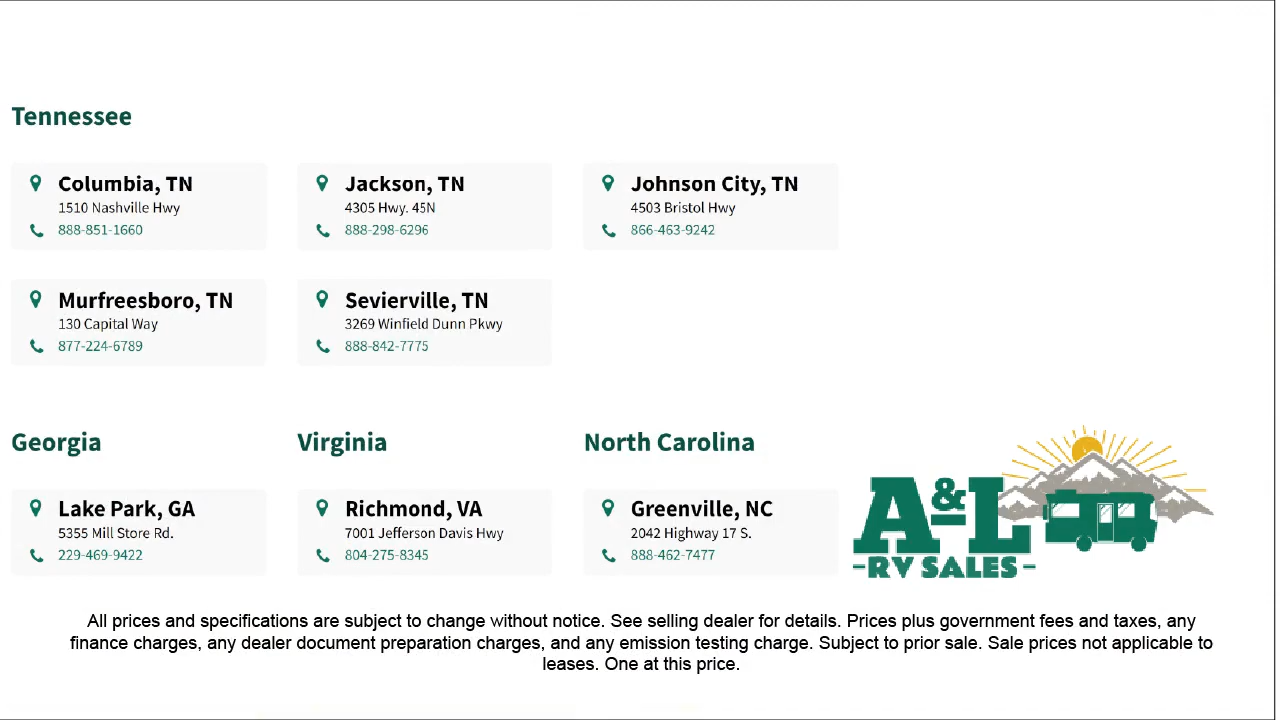 Tennessee
Columbia, TN
1510 Nashville Hwy
888-851-1660
Jackson, TN
4305 Hwy. 45N
888-298-6296
Johnson City, TN
4503 Bristol Hwy
866-463-9242
Murfreesboro, TN
130 Capital Way
877-224-6789
Sevierville, TN
3269 Winfield Dunn Pkwy
888-842-7775
Georgia
Lake Park, GA
5355 Mill Store Rd.
229-469-9422
Virginia
Richmond, VA
7001 Jefferson Davis Hwy
804-275-8345
North Carolina
Greenville, NC
2042 Highway 17 S.
888-462-7477
A&L
-RV SALES-
All prices and specifications are subject to change without notice. See selling dealer for details. Prices plus government fees and taxes, any
finance charges, any dealer document preparation charges, and any emission testing charge. Subject to prior sale. Sale prices not applicable to
leases. One at this price.